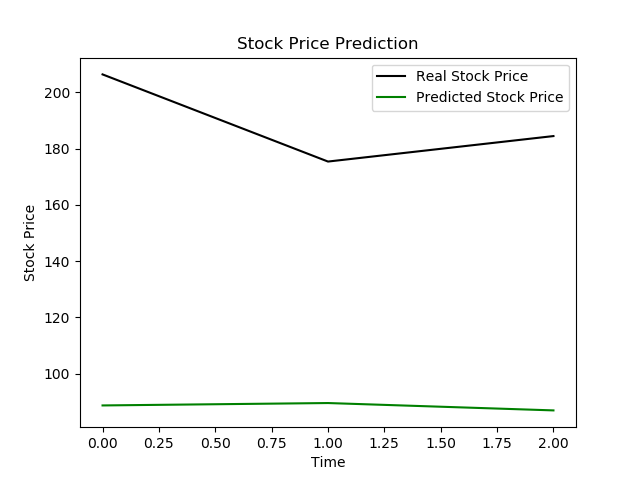 Stock Price Prediction
Real Stock Price
Predicted Stock Price
Stock Price
200
180
160
140
120
100
0.00 0.25 0.50 0.75 1.00 1.25 1.50 1.75 2.00
Time